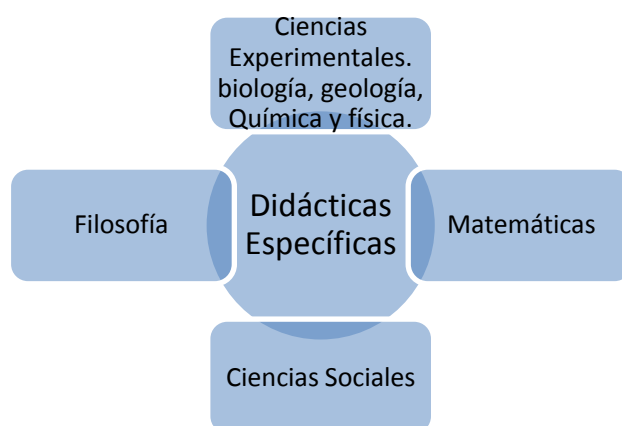 Ciencias
Experimentales.
biología, geología,
Química y física.
Filosofía
Didácticas
Específicas
Matemáticas
Ciencias Sociales